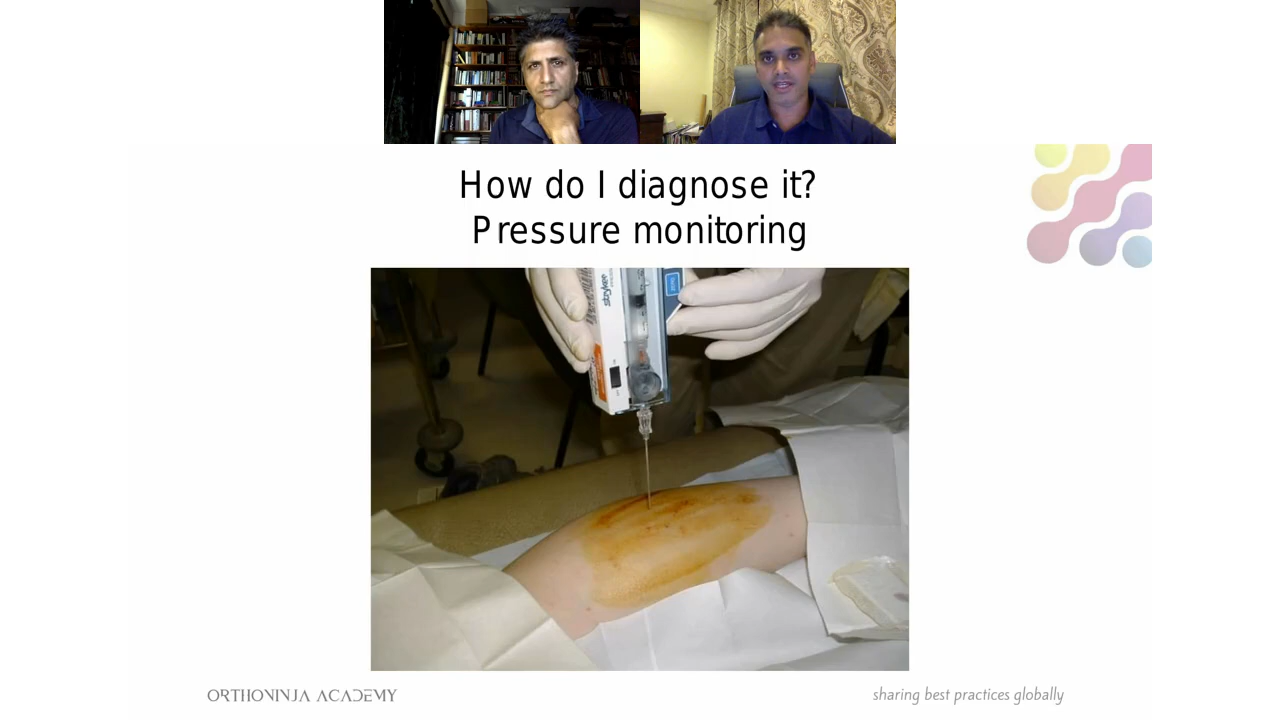 How do I diagnose it?
Pressure monitoring
stryker
ORTHONINJA ACADEMY
sharing best practices globally